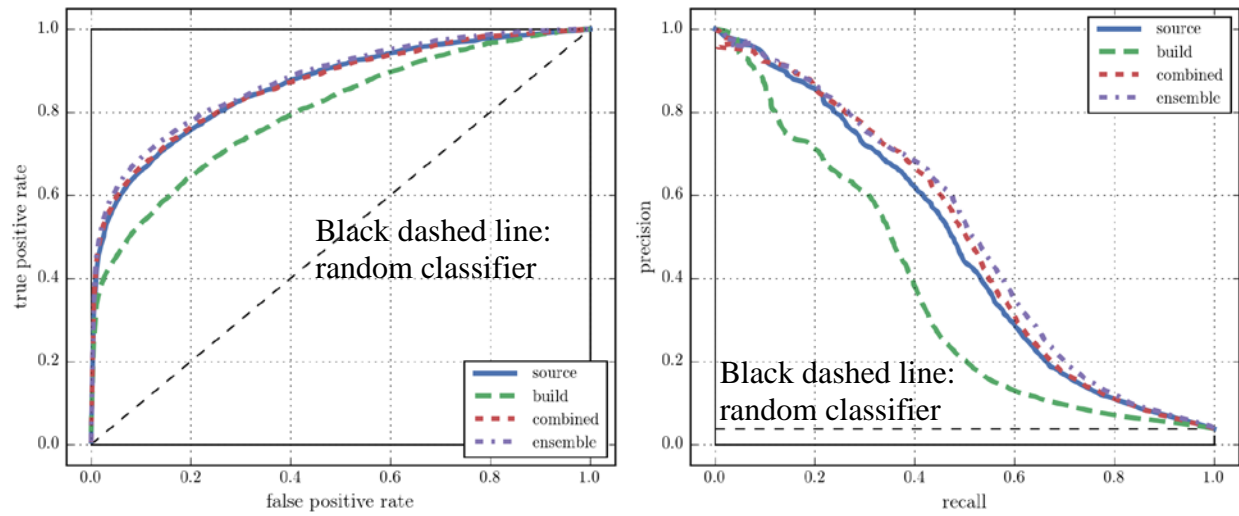 1.0
0.8
0.6
0.4
0.2
0.0
true positive rate
Black dashed line:
random classifier
source
build
combined
ensemble
0.0 0.2 0.4 0.6 0.8 1.0
false positive rate
1.0
0.8
0.6
0.4
0.2
0.0
precision
source
build
combined
ensemble
Black dashed line:
random classifier
0.0 0.2 0.4 0.6 0.8 1.0
recall